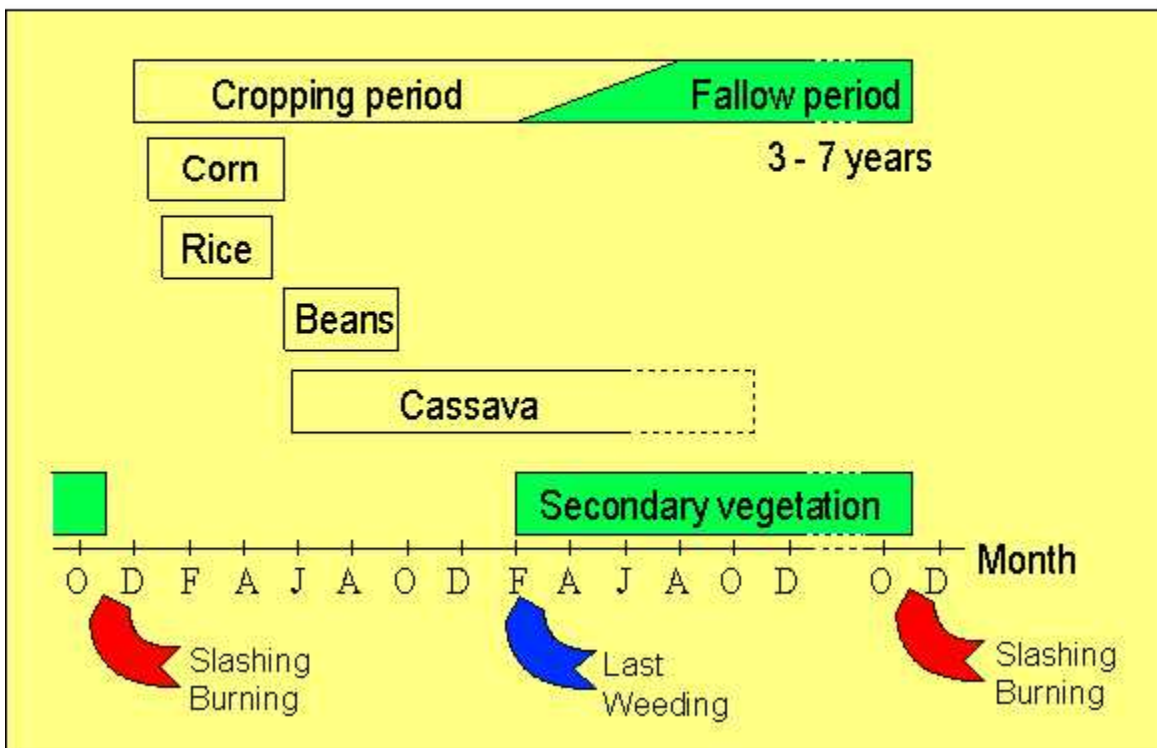 Cropping period Fallow period
3 - 7 years
Corn
Rice
Beans
Cassava
Secondary vegetation
Month
O D F A J A O D F A J A O D O D
Slashing
Burning
Last
Weeding
Slashing
Burning